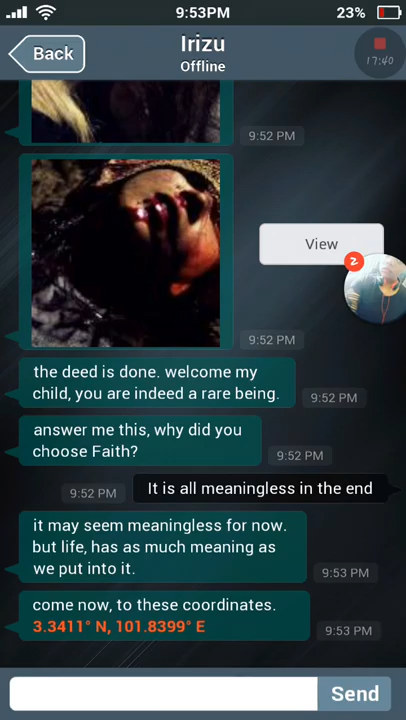 9:53PM
23%
Back
Irizu
Offline
17:40
9:52 PM
View
2
9:52 PM
the deed is done. welcome my
child, you are indeed a rare being.
9:52 PM
answer me this, why did you
choose Faith?
9:52 PM
It is all meaningless in the end
9:52 PM
it may seem meaningless for now.
but life, has as much meaning as
we put into it.
9:53 PM
come now, to these coordinates.
3.3411° N, 101.8399° E
9:53 PM
Send